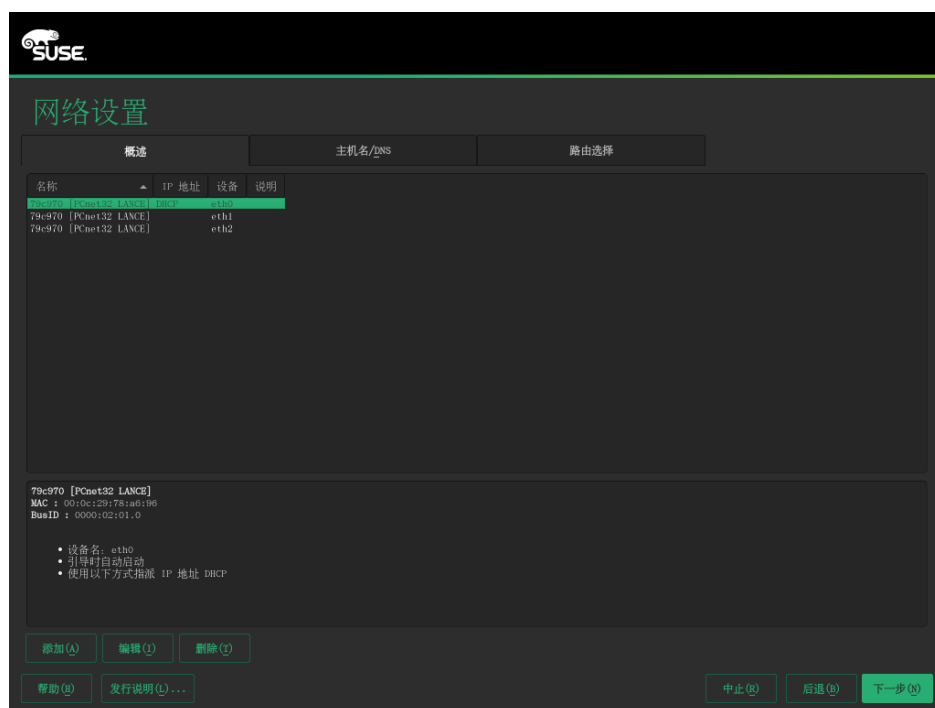 SUSE.
网络设置
概述 主机名/DNS 路由选择
名称 IP 地址 设备 说明
79c970 [PCnet32 LANCE] DHCP eth0
79c970 [PCnet32 LANCE] eth1
79c970 [PCnet32 LANCE] eth2
79c970 [PCnet32 LANCE]
MAC : 00:0c:29:78:a6:96
BusID : 0000:02:01.0
• 设备名: eth0
• 引导时自动启动
• 使用以下方式指派 IP 地址 DHCP
添加(A) 编辑(I) 删除(T)
帮助(H) 发行说明(L)... 中止(R) 后退(B) 下一步(N)